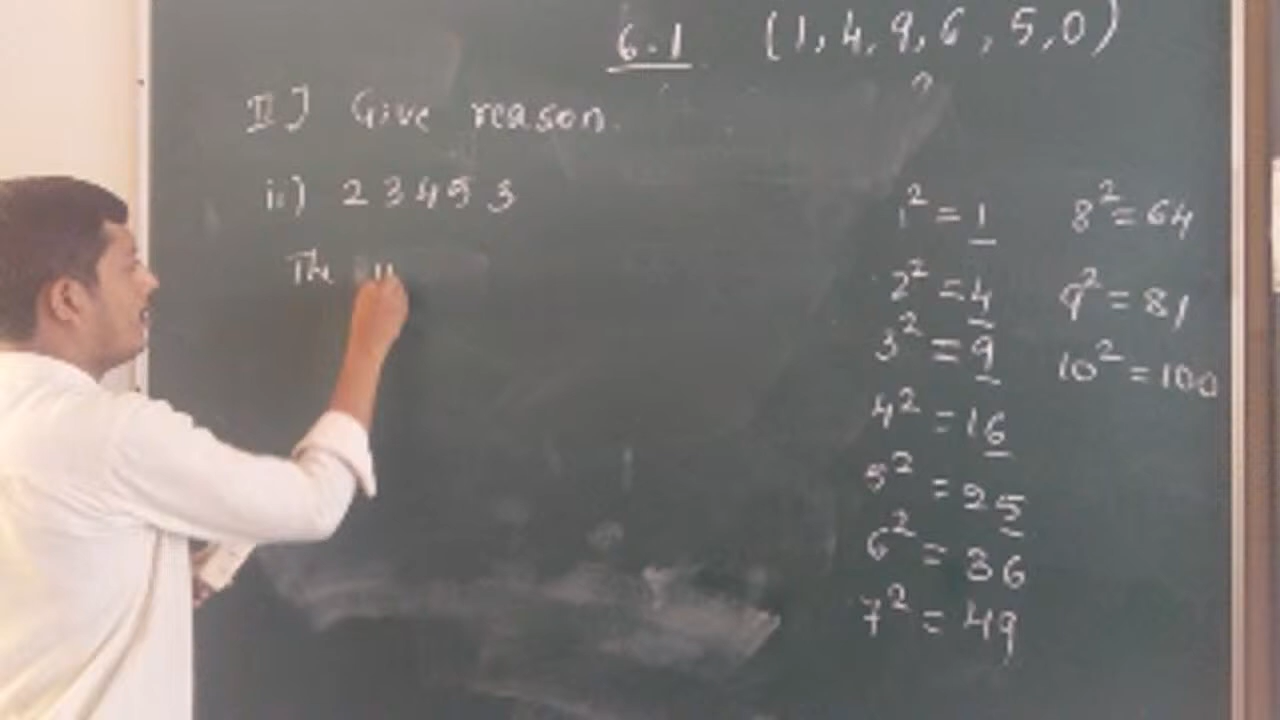 6.1 (1, 4, 9, 6, 5, 0)
II] Give reason.
ii) 23453
The
1² = 1
2² = 4
3² = 9
4² = 16
5² = 25
6² = 36
7² = 49
8² = 64
9² = 81
10² = 100